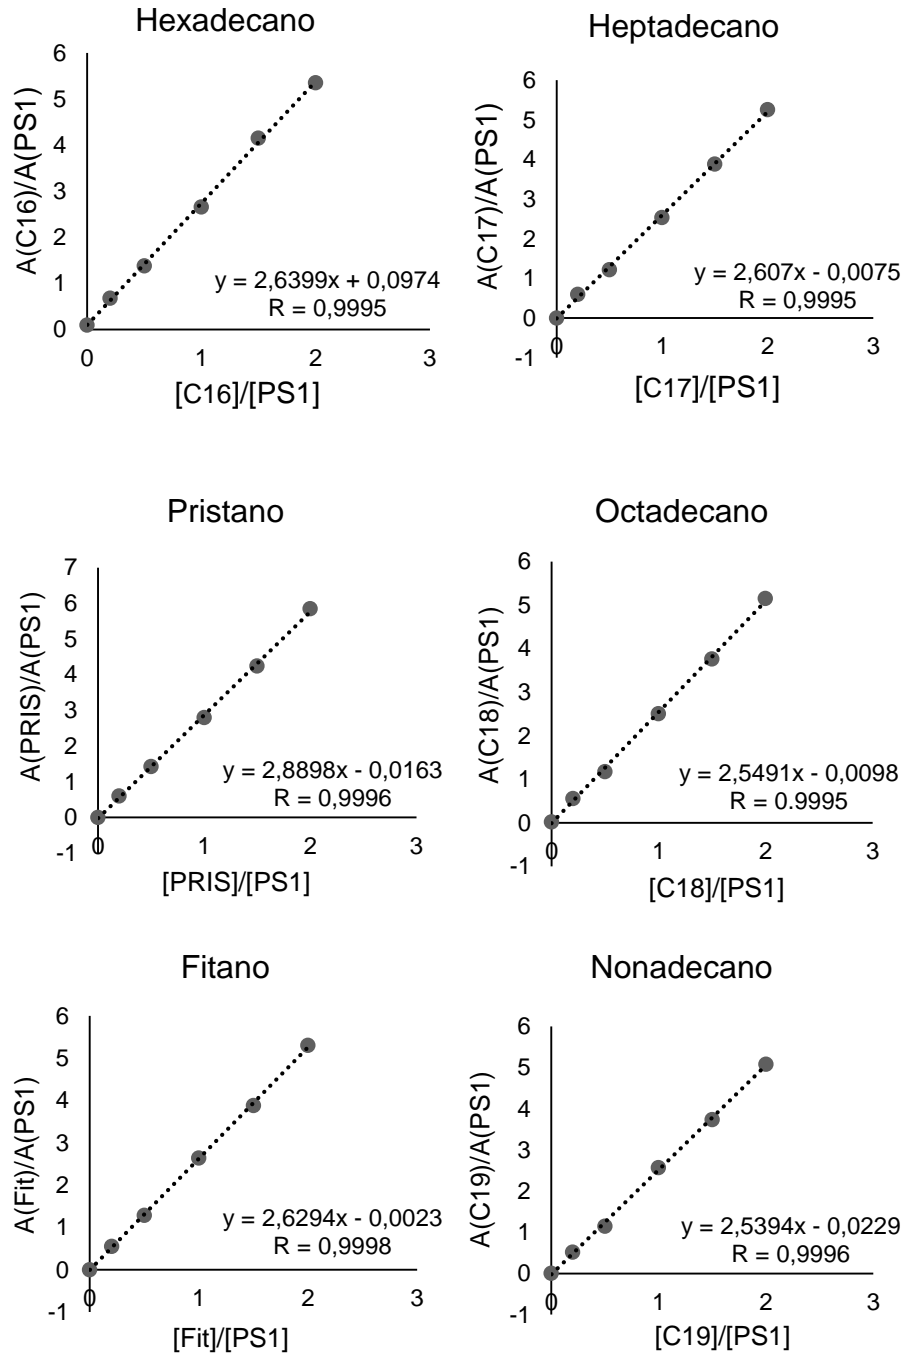 Hexadecano
6
5
4
3
2
1
0
A(C16)/A(PS1)
y = 2,6399x + 0,0974
R = 0,9995
0 1 2 3
[C16]/[PS1]
Heptadecano
6
5
4
3
2
1
0
-1
A(C17)/A(PS1)
y = 2,607x - 0,0075
R = 0,9995
0 1 2 3
[C17]/[PS1]
Pristano
7
6
5
4
3
2
1
0
-1
A(PRIS)/A(PS1)
y = 2,8898x - 0,0163
R = 0,9996
0 1 2 3
[PRIS]/[PS1]
Octadecano
6
5
4
3
2
1
0
-1
A(C18)/A(PS1)
y = 2,5491x - 0,0098
R = 0.9995
0 1 2 3
[C18]/[PS1]
Fitano
6
5
4
3
2
1
0
-1
A(Fit)/A(PS1)
y = 2,6294x - 0,0023
R = 0,9998
0 1 2 3
[Fit]/[PS1]
Nonadecano
6
5
4
3
2
1
0
-1
A(C19)/A(PS1)
y = 2,5394x - 0,0229
R = 0,9996
0 1 2 3
[C19]/[PS1]